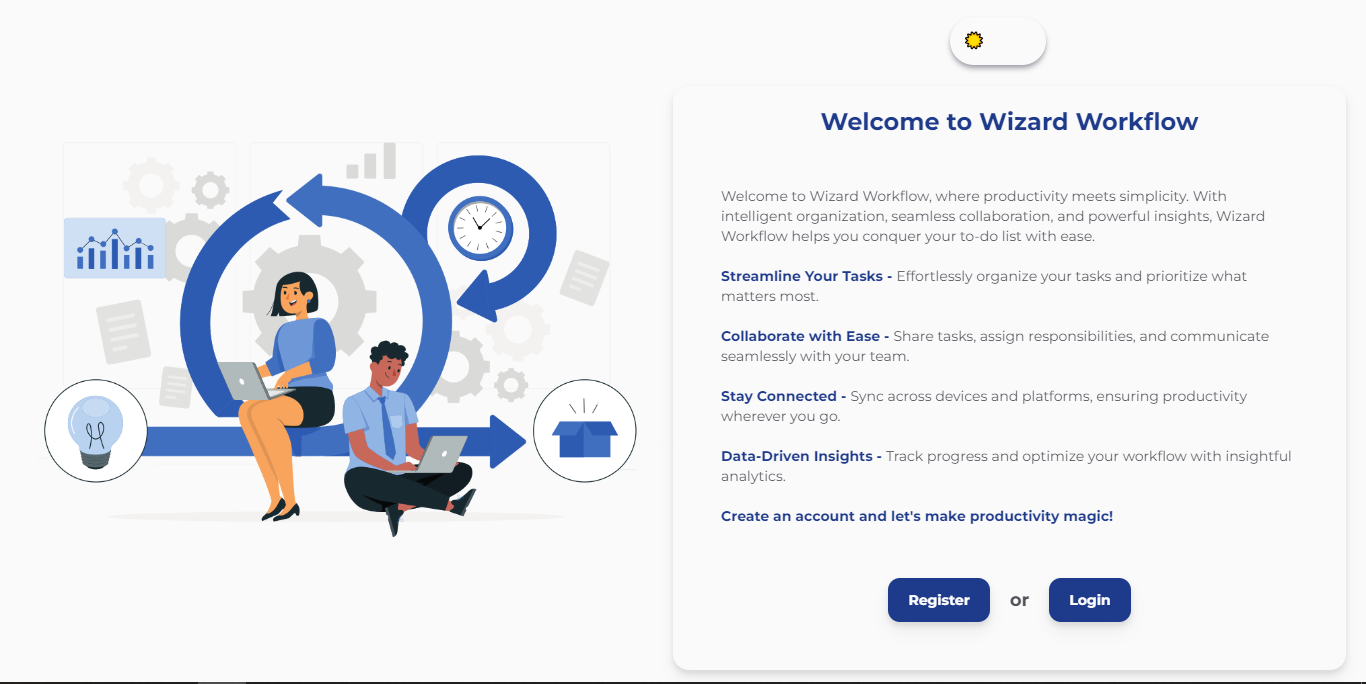 Welcome to Wizard Workflow
Welcome to Wizard Workflow, where productivity meets simplicity. With
intelligent organization, seamless collaboration, and powerful insights, Wizard
Workflow helps you conquer your to-do list with ease.
Streamline Your Tasks - Effortlessly organize your tasks and prioritize what
matters most.
Collaborate with Ease - Share tasks, assign responsibilities, and communicate
seamlessly with your team.
Stay Connected - Sync across devices and platforms, ensuring productivity
wherever you go.
Data-Driven Insights - Track progress and optimize your workflow with insightful
analytics.
Create an account and let's make productivity magic!
Register or Login